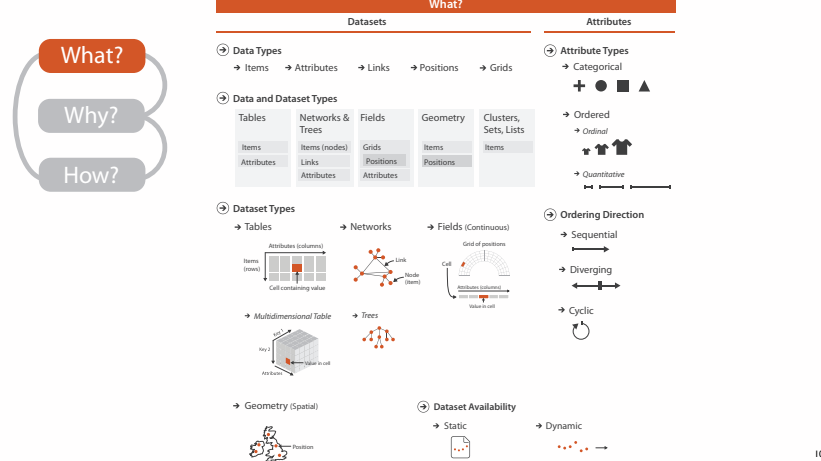 What?
Why?
How?
What?
Datasets
Attributes
Data Types
Items
Attributes
Links
Positions
Grids
Data and Dataset Types
Tables
Items
Attributes
Networks &
Trees
Items (nodes)
Links
Attributes
Fields
Grids
Positions
Attributes
Geometry
Items
Positions
Clusters,
Sets, Lists
Items
Dataset Types
Tables
Attributes (columns)
Items
(rows)
Cell containing value
Networks
Link
Node
(item)
Fields (Continuous)
Grid of positions
Cell
Attributes (columns)
Value in cell
Multidimensional Table
Key 1
Key 2
Attributes
Value in cell
Trees
Geometry (Spatial)
Position
Dataset Availability
Static
Dynamic
Attribute Types
Categorical
Ordered
Ordinal
Quantitative
Ordering Direction
Sequential
Diverging
Cyclic